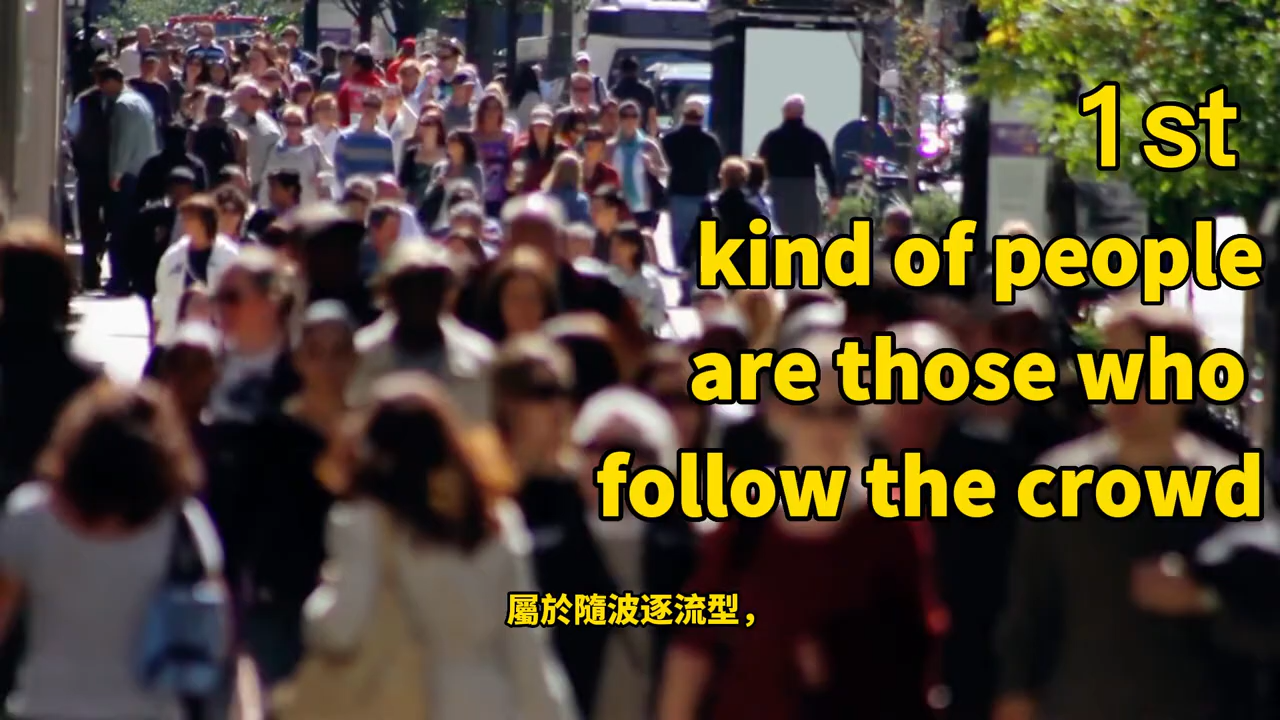 1st
kind of people
are those who
follow the crowd
屬於隨波逐流型，